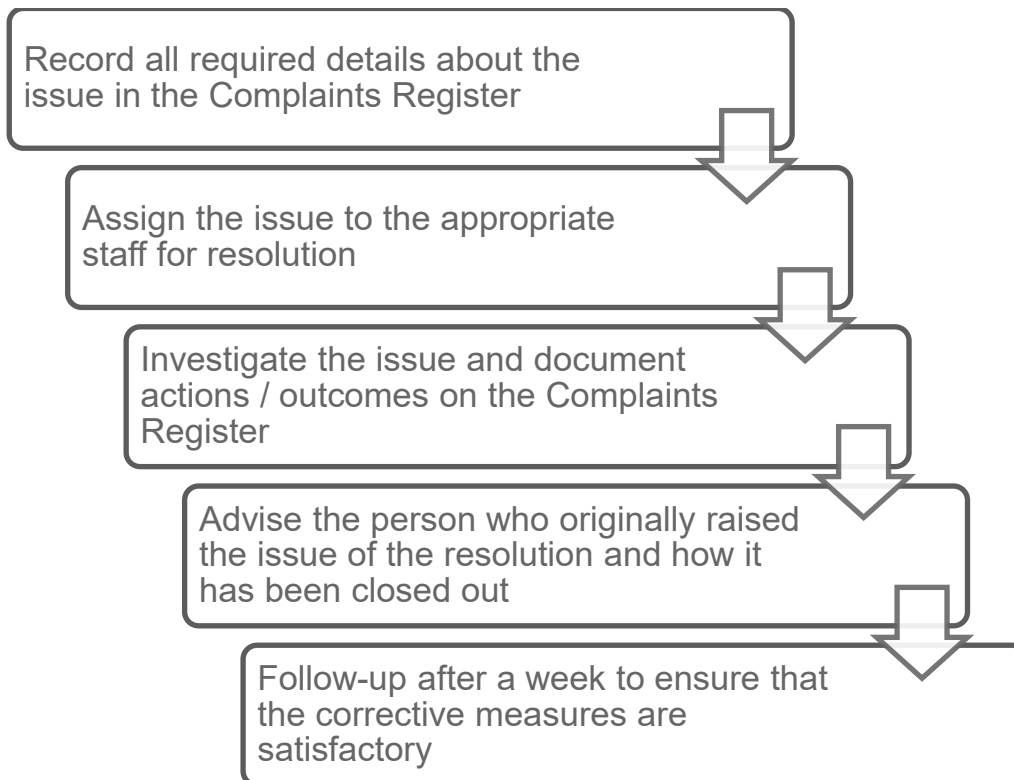 Record all required details about the
issue in the Complaints Register
Assign the issue to the appropriate
staff for resolution
Investigate the issue and document
actions / outcomes on the Complaints
Register
Advise the person who originally raised
the issue of the resolution and how it
has been closed out
Follow-up after a week to ensure that
the corrective measures are
satisfactory